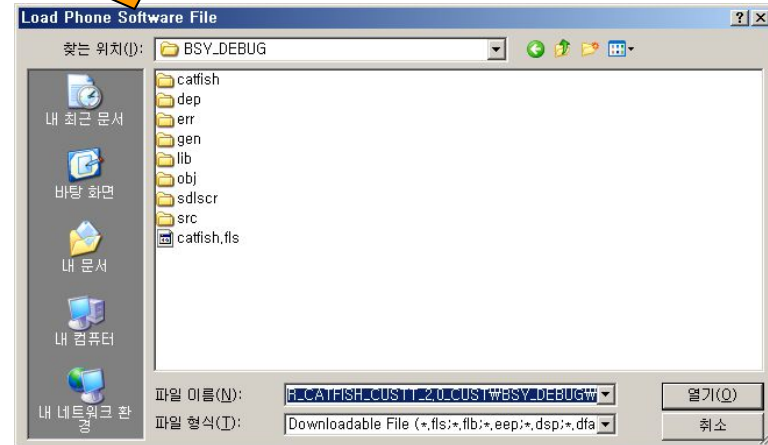 Load Phone Software File
찾는 위치(I):
BSY_DEBUG
내 최근 문서
바탕 화면
내 문서
내 컴퓨터
내 네트워크 환경
catfish
dep
err
gen
lib
obj
sdlscr
src
catfish.fls
파일 이름(N):
R_CATFISH_CUSTT_2.0_CUST₩BSY_DEBUG₩
열기(O)
파일 형식(T):
Downloadable File (*.fls;*.flb;*.eep;*.dsp;*.dfa
취소